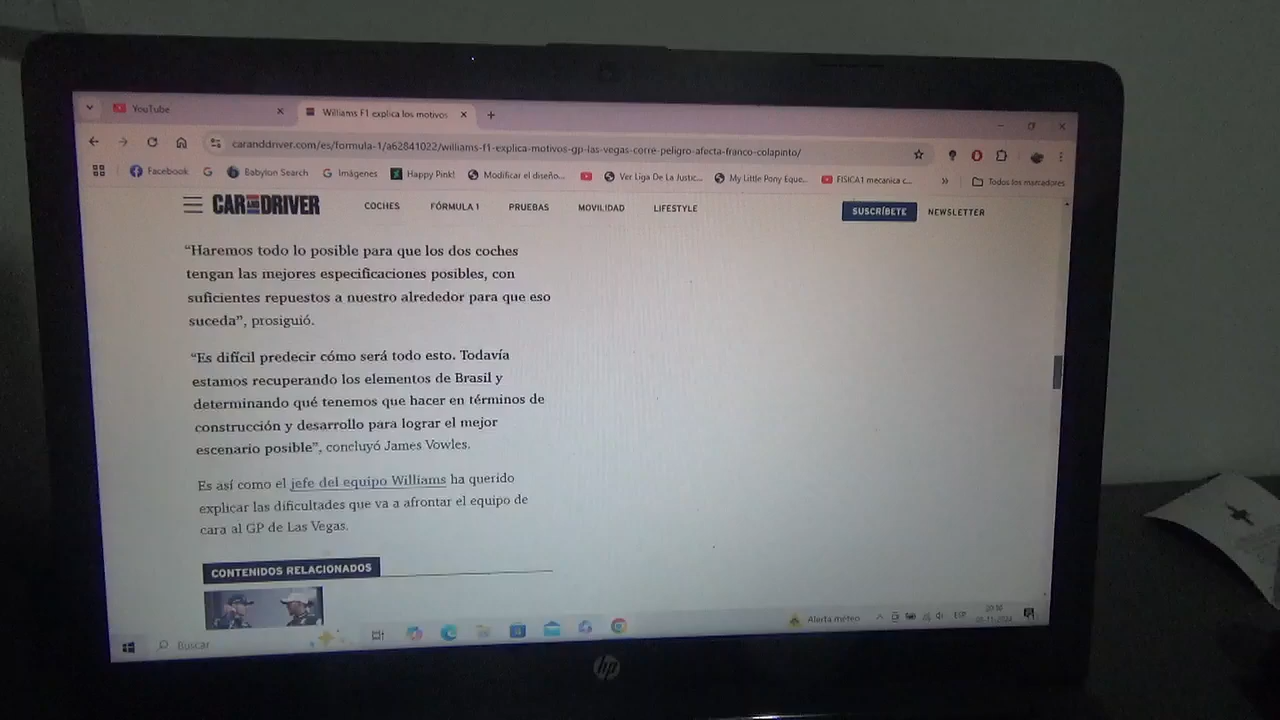 YouTube
Williams F1 explica los motivos
caranddriver.com/es/formula-1/a62841022/williams-f1-explica-motivos-gp-las-vegas-corre-peligro-afecta-franco-colapinto/
Facebook
Babylon Search
Imágenes
Happy Pink!
Modificar el diseño...
Ver Liga De La Justic...
My Little Pony Eque...
FISICA1 mecanica c...
»
Todos los marcadores
CAR AND DRIVER
COCHES
FÓRMULA 1
PRUEBAS
MOVILIDAD
LIFESTYLE
SUSCRÍBETE
NEWSLETTER
“Haremos todo lo posible para que los dos coches
tengan las mejores especificaciones posibles, con
suficientes repuestos a nuestro alrededor para que eso
suceda”, prosiguió.
“Es difícil predecir cómo será todo esto. Todavía
estamos recuperando los elementos de Brasil y
determinando qué tenemos que hacer en términos de
construcción y desarrollo para lograr el mejor
escenario posible”, concluyó James Vowles.
Es así como el jefe del equipo Williams ha querido
explicar las dificultades que va a afrontar el equipo de
cara al GP de Las Vegas.
CONTENIDOS RELACIONADOS
Buscar
Alerta méteo
ESP
hp